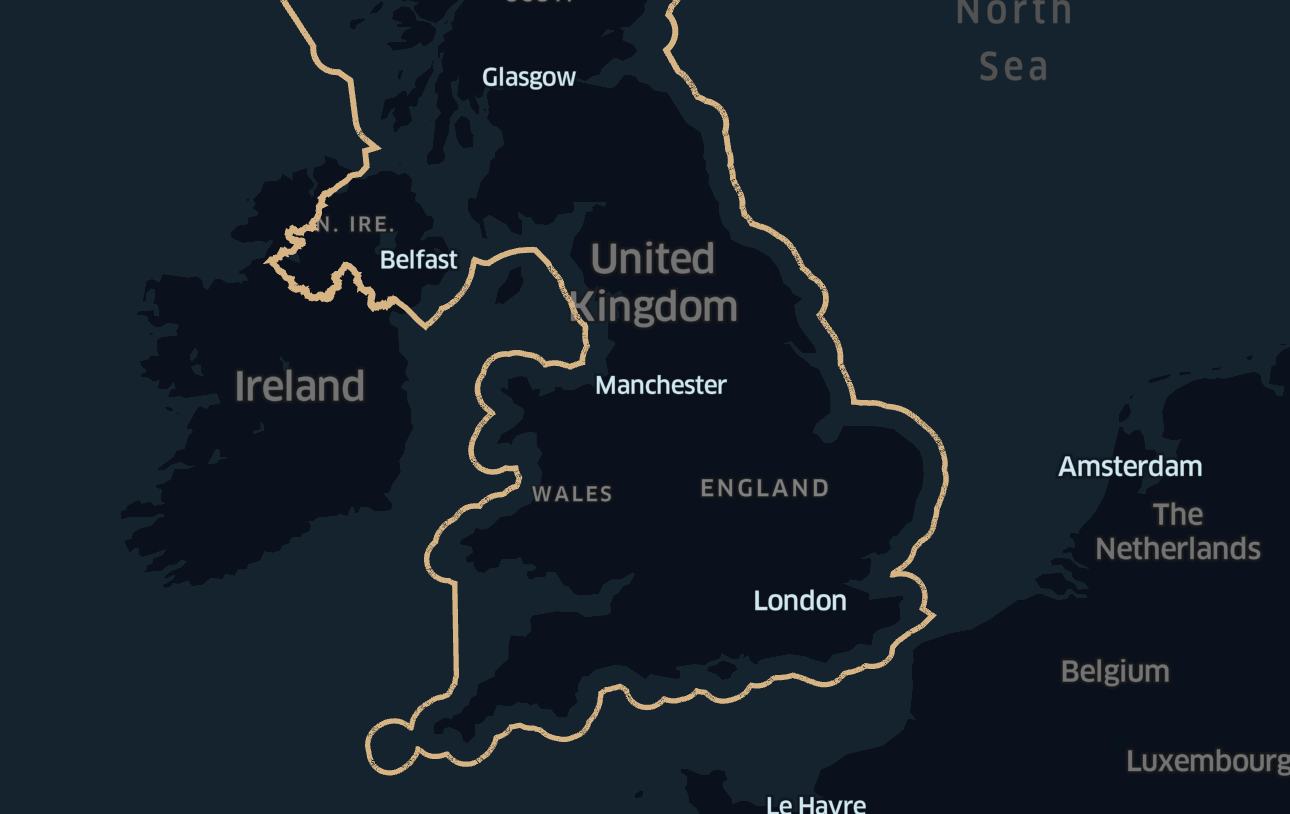 North
Sea
Glasgow
N. IRE.
Belfast
United
Kingdom
Ireland
Manchester
WALES
ENGLAND
Amsterdam
The
Netherlands
London
Belgium
Luxembourg
Le Havre